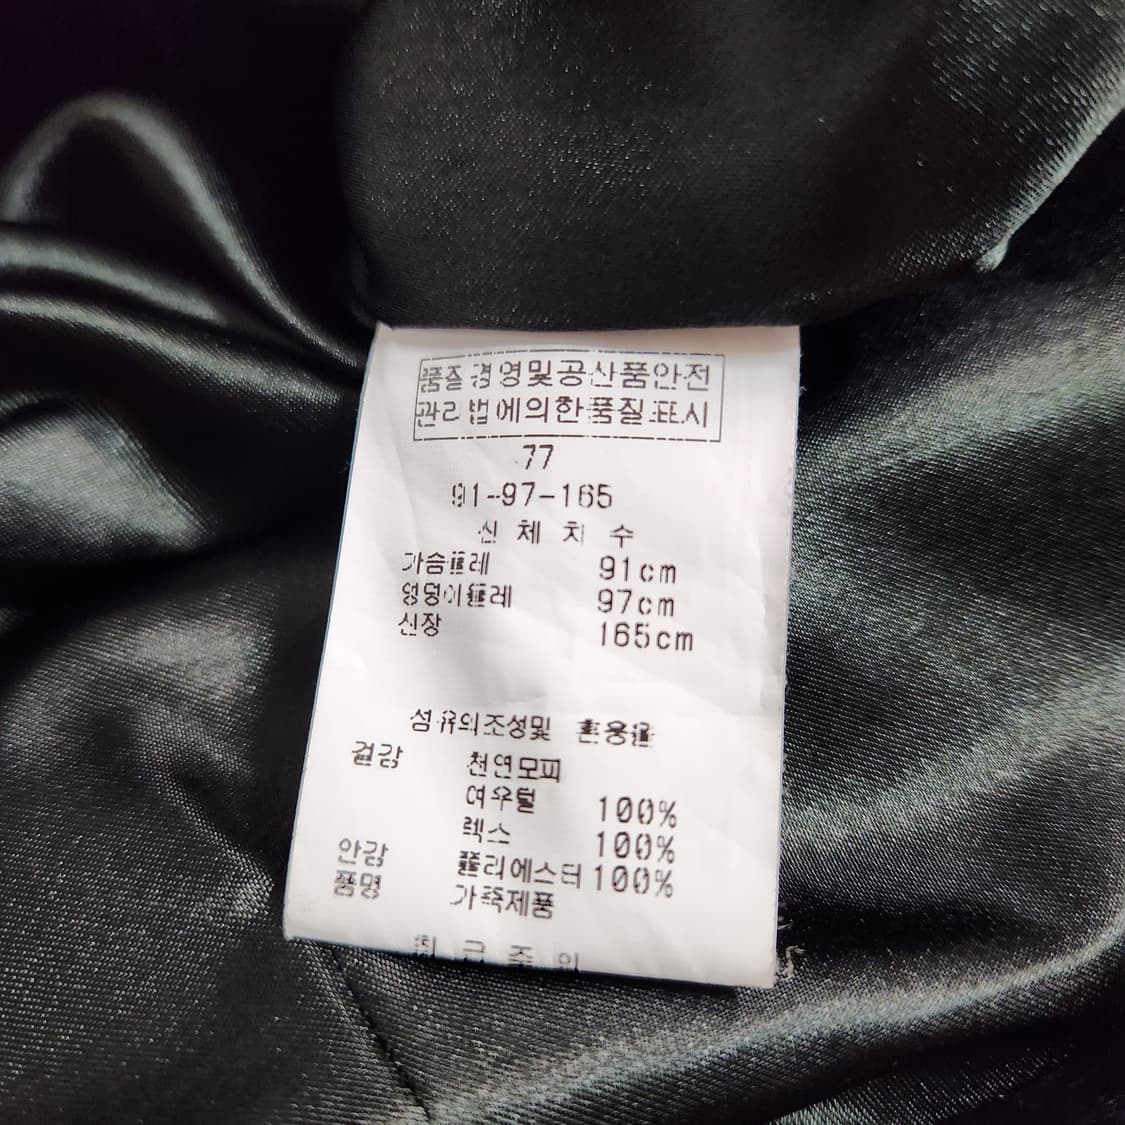 품질경영및공산품안전
관리법에의한품질표시
77
91-97-165
신체치수
가슴둘레 91cm
엉덩이둘레 97cm
신장 165cm
섬유의조성및 혼용율
겉감 천연모피
여우털 100%
렉스 100%
안감 폴리에스터 100%
품명 가죽제품
취급주의